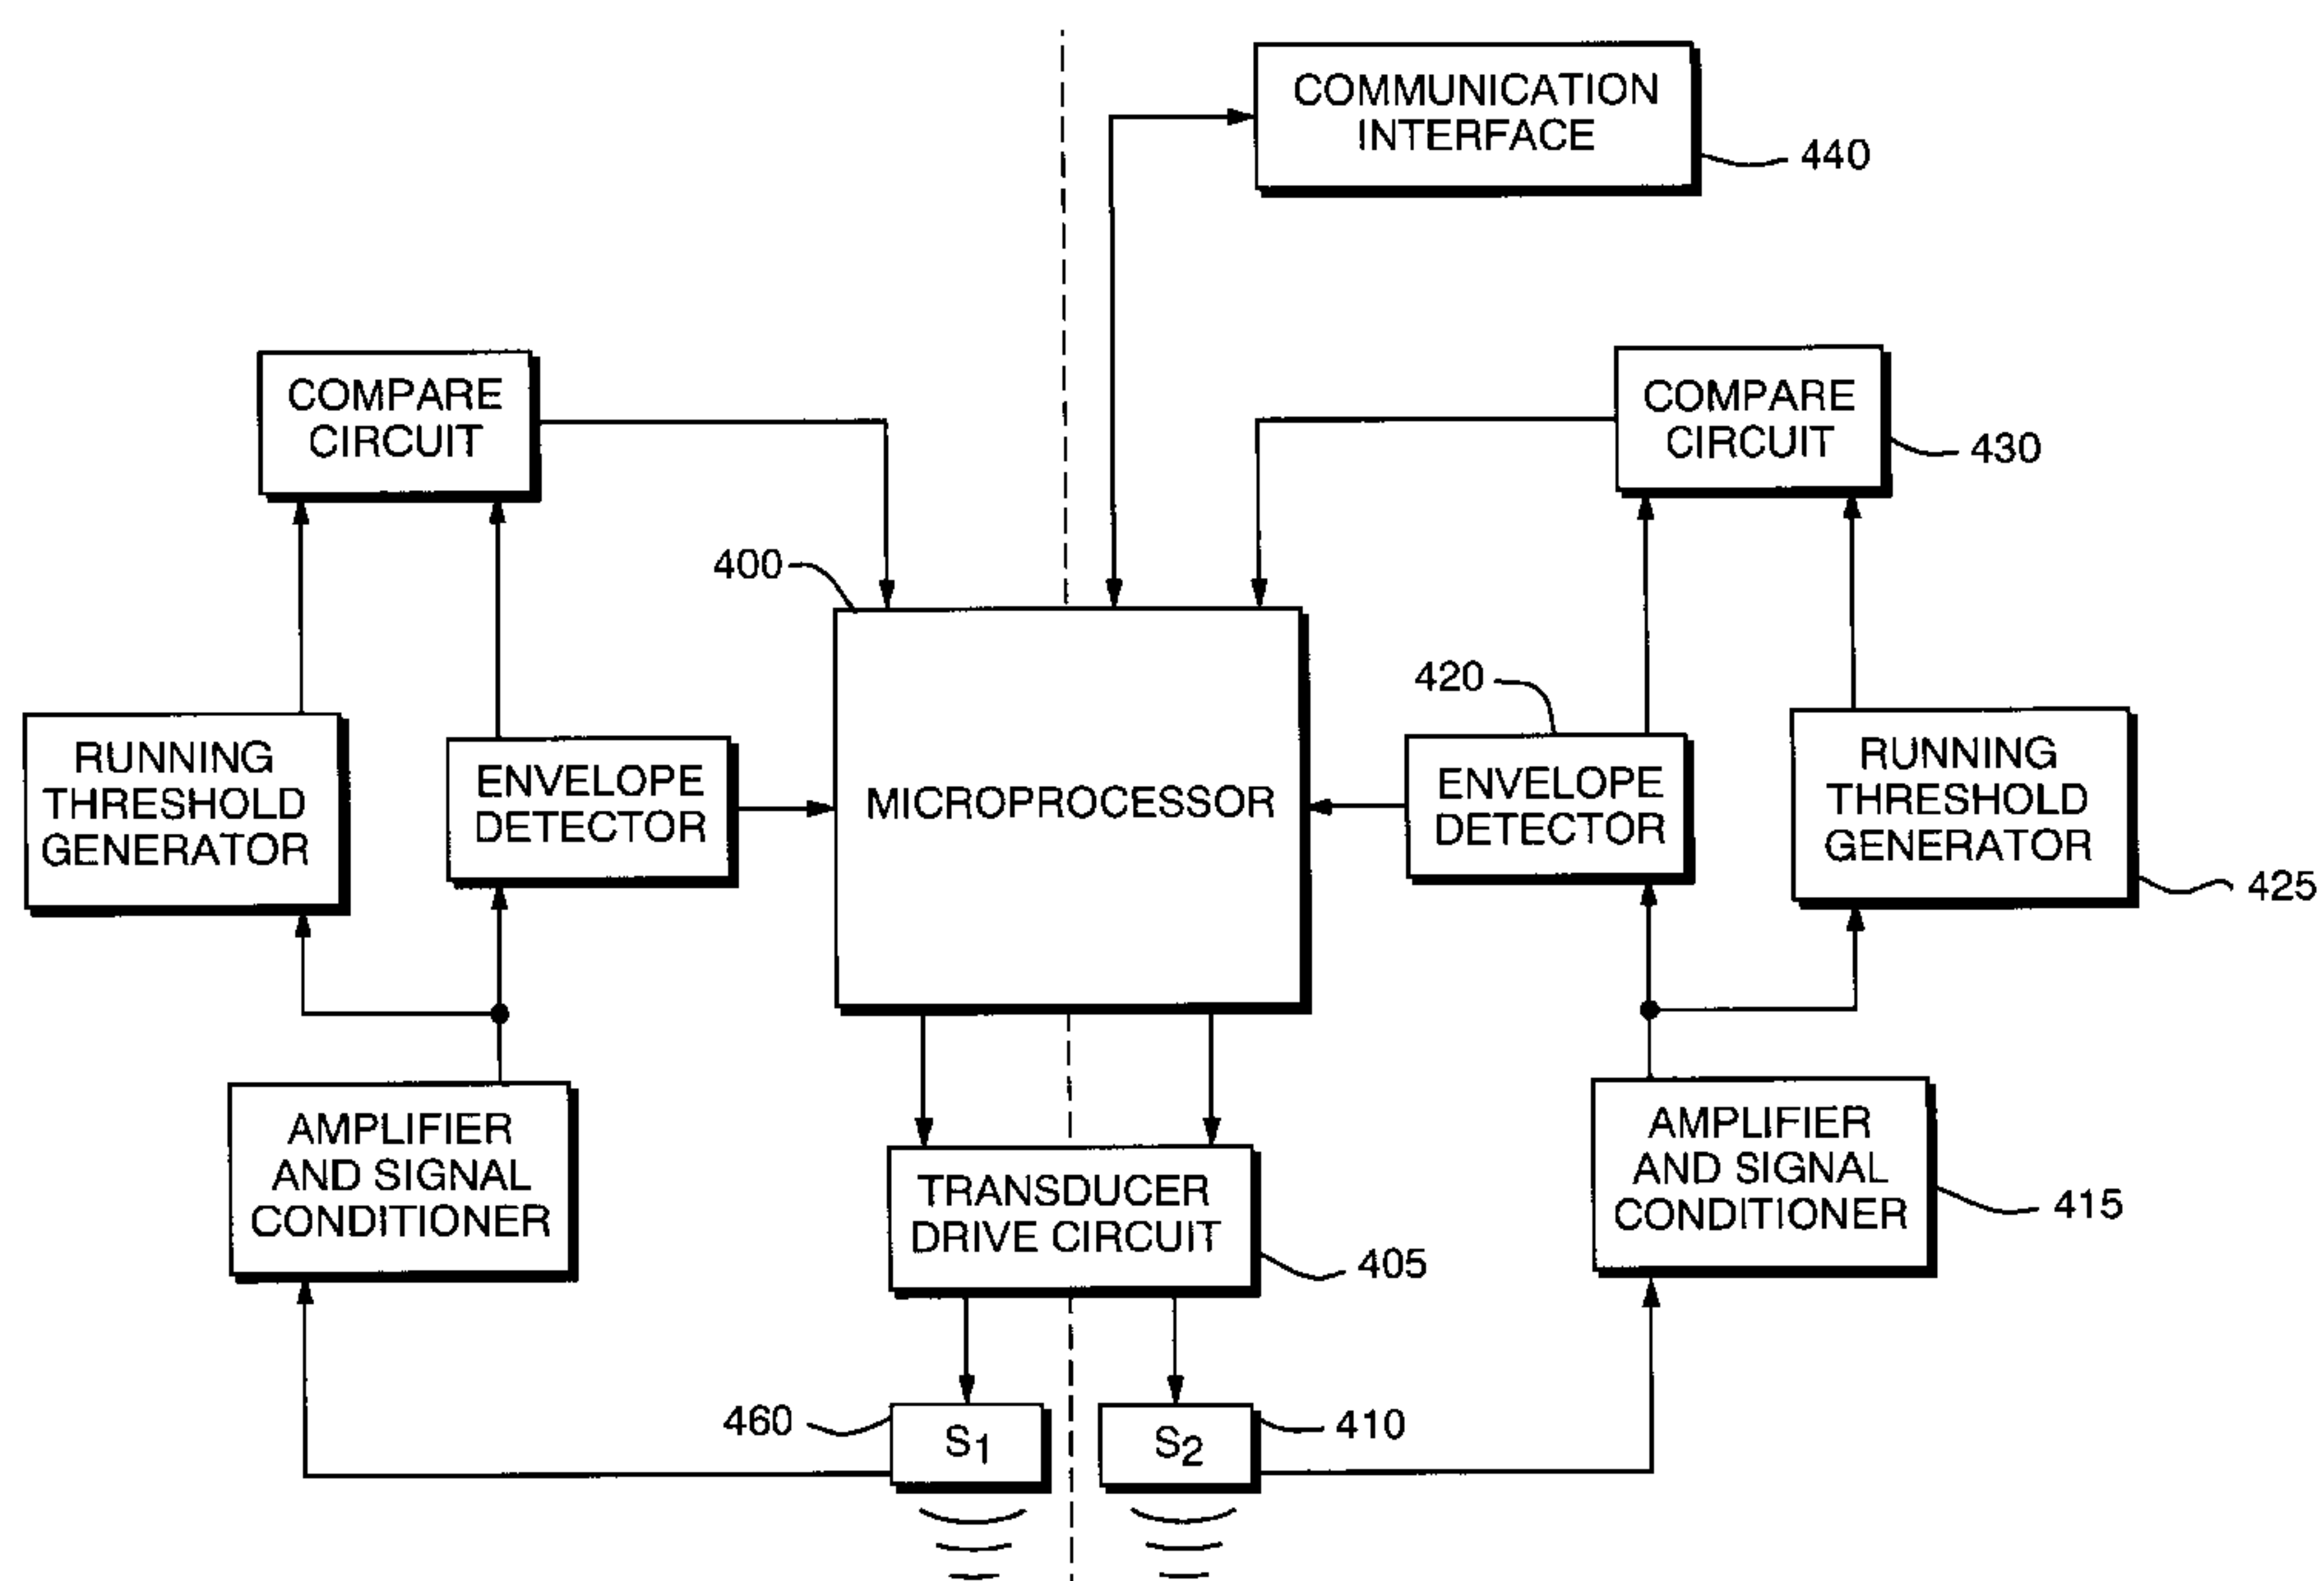 COMMUNICATION
INTERFACE
440
COMPARE
CIRCUIT
COMPARE
CIRCUIT
430
400
420
RUNNING
THRESHOLD
GENERATOR
ENVELOPE
DETECTOR
MICROPROCESSOR
ENVELOPE
DETECTOR
RUNNING
THRESHOLD
GENERATOR
425
AMPLIFIER
AND SIGNAL
CONDITIONER
TRANSDUCER
DRIVE CIRCUIT
405
AMPLIFIER
AND SIGNAL
CONDITIONER
415
460
S1
S2
410